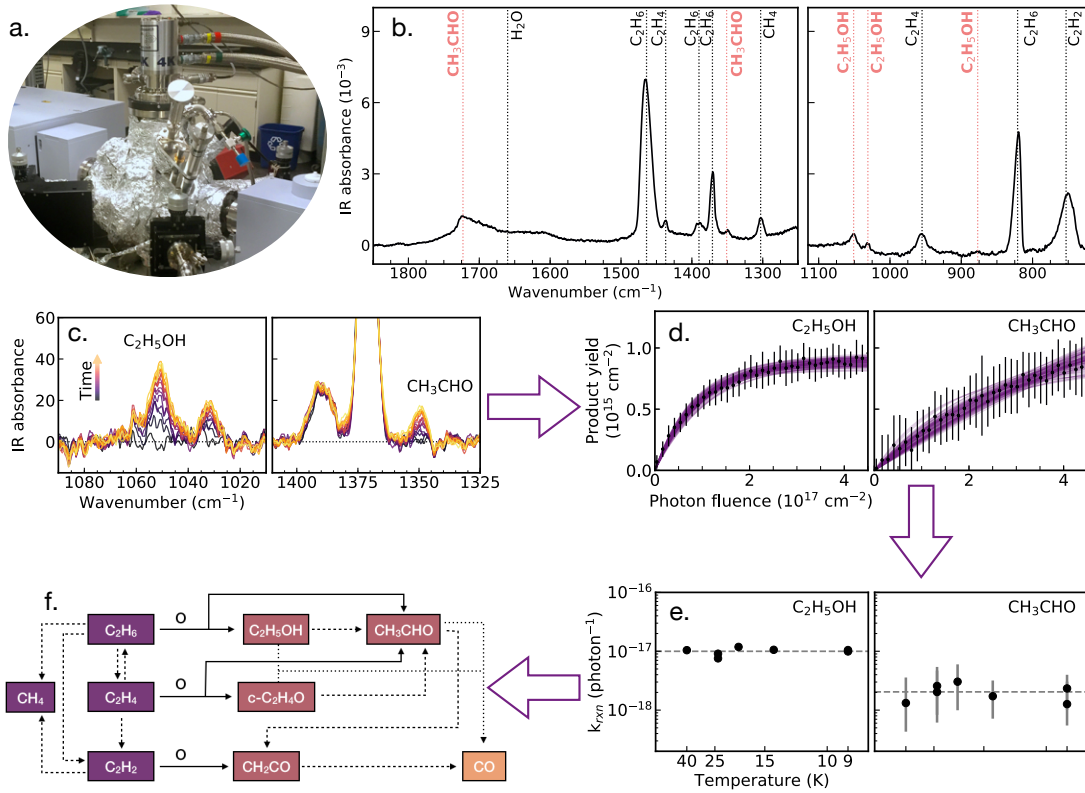 a.
X 4K
b.
IR absorbance (10⁻³)
9
6
3
0
CH₃CHO
H₂O
C₂H₆
C₂H₄
C₂H₆
C₂H₆
CH₃CHO
CH₄
C₂H₅OH
C₂H₅OH
C₂H₄
C₂H₅OH
C₂H₆
C₂H₂
1800 1700 1600 1500 1400 1300
1100 1000 900 800
Wavenumber (cm⁻¹)
c.
IR absorbance
60
40
20
0
Time
C₂H₅OH
CH₃CHO
1080 1060 1040 1020
1400 1375 1350 1325
Wavenumber (cm⁻¹)
d.
Product yield
(10¹⁵ cm⁻²)
1.0
0.5
0.0
C₂H₅OH
CH₃CHO
0 2 4
0 2 4
Photon fluence (10¹⁷ cm⁻²)
e.
kᵣₓₙ (photon⁻¹)
10⁻¹⁶
10⁻¹⁷
10⁻¹⁸
C₂H₅OH
CH₃CHO
40 25 15 10 9
Temperature (K)
f.
C₂H₆
O
C₂H₅OH
CH₃CHO
CH₄
C₂H₄
O
c-C₂H₄O
C₂H₂
O
CH₂CO
CO